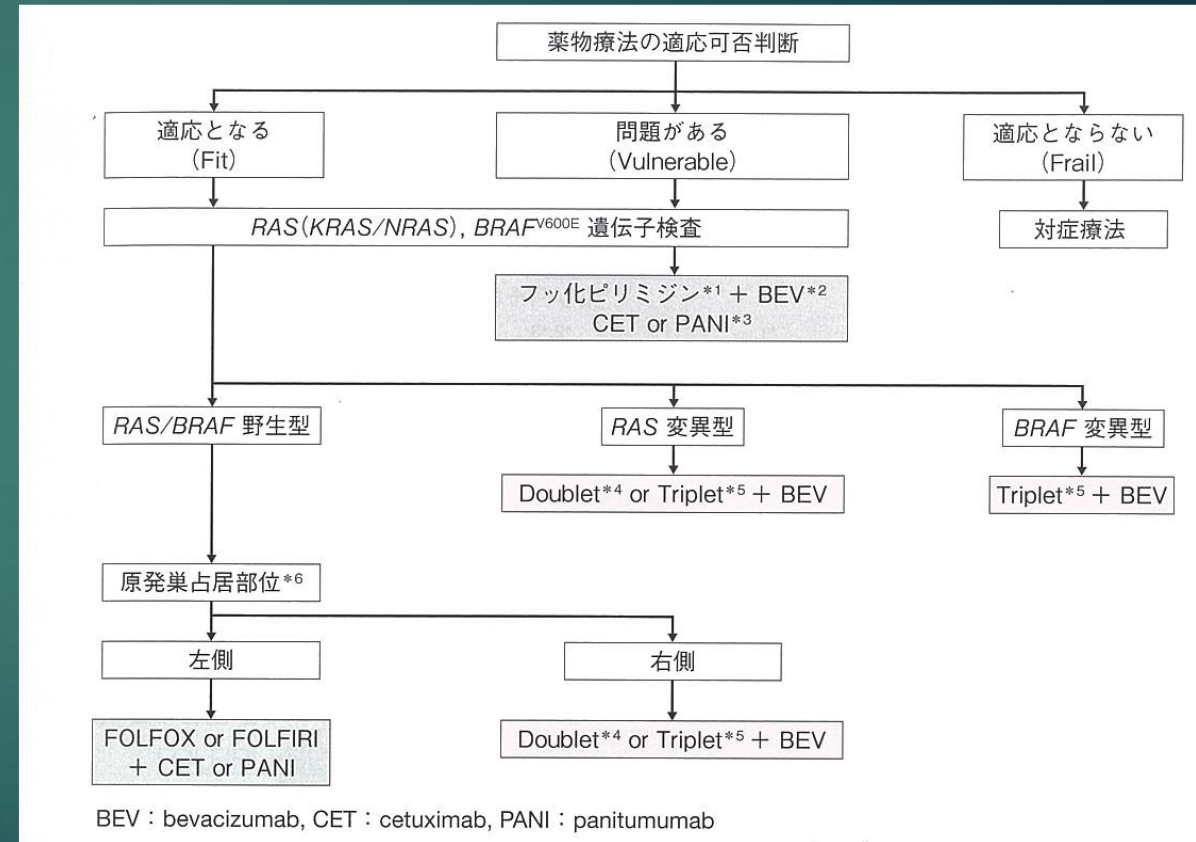 薬物療法の適応可否判断
適応となる
(Fit)
問題がある
(Vulnerable)
適応とならない
(Frail)
RAS(KRAS/NRAS), BRAFV600E 遺伝子検査
対症療法
フッ化ピリミジン*1 + BEV*2
CET or PANI*3
RAS/BRAF 野生型
RAS 変異型
BRAF 変異型
Doublet*4 or Triplet*5 + BEV
Triplet*5 + BEV
原発巣占居部位*6
左側
右側
FOLFOX or FOLFIRI
+ CET or PANI
Doublet*4 or Triplet*5 + BEV
BEV：bevacizumab, CET：cetuximab, PANI：panitumumab